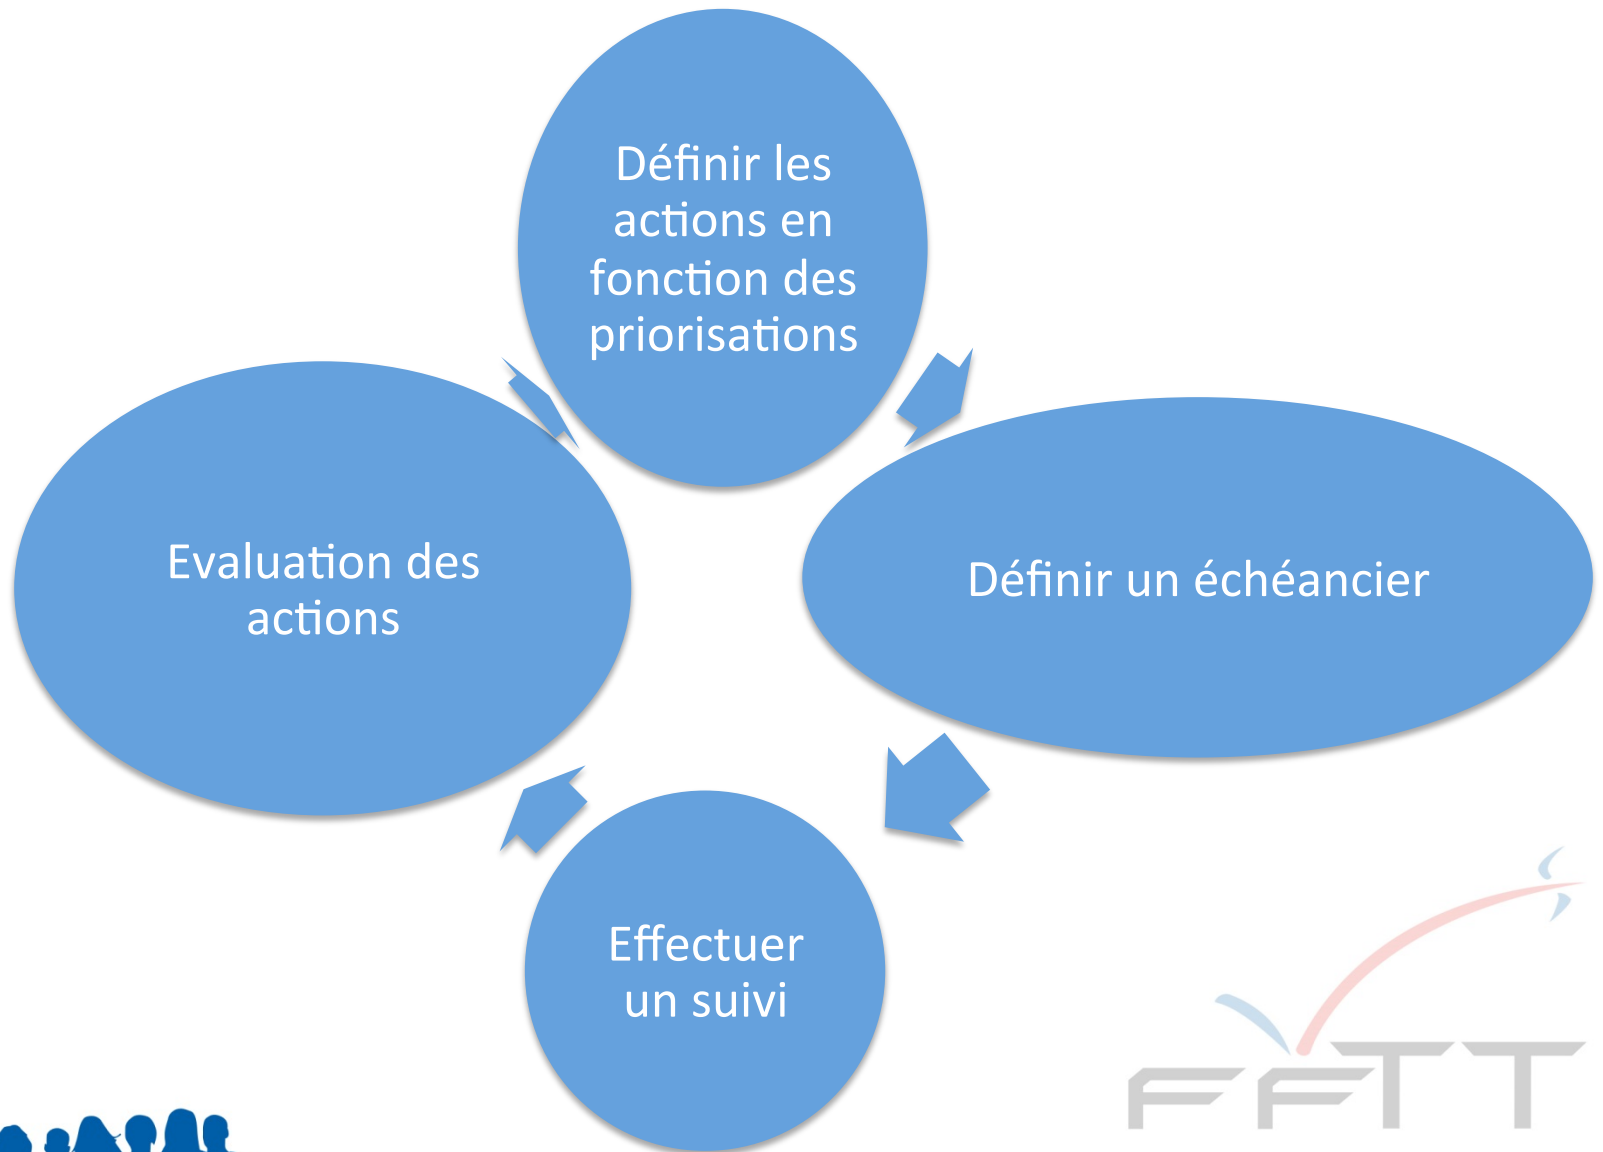 Définir les
actions en
fonction des
priorisations
Définir un échéancier
Effectuer
un suivi
Evaluation des
actions
FFTT